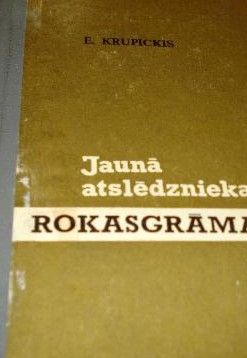 E. KRUPICKIS
Jaunā
atslēdznieka
ROKASGRĀMA